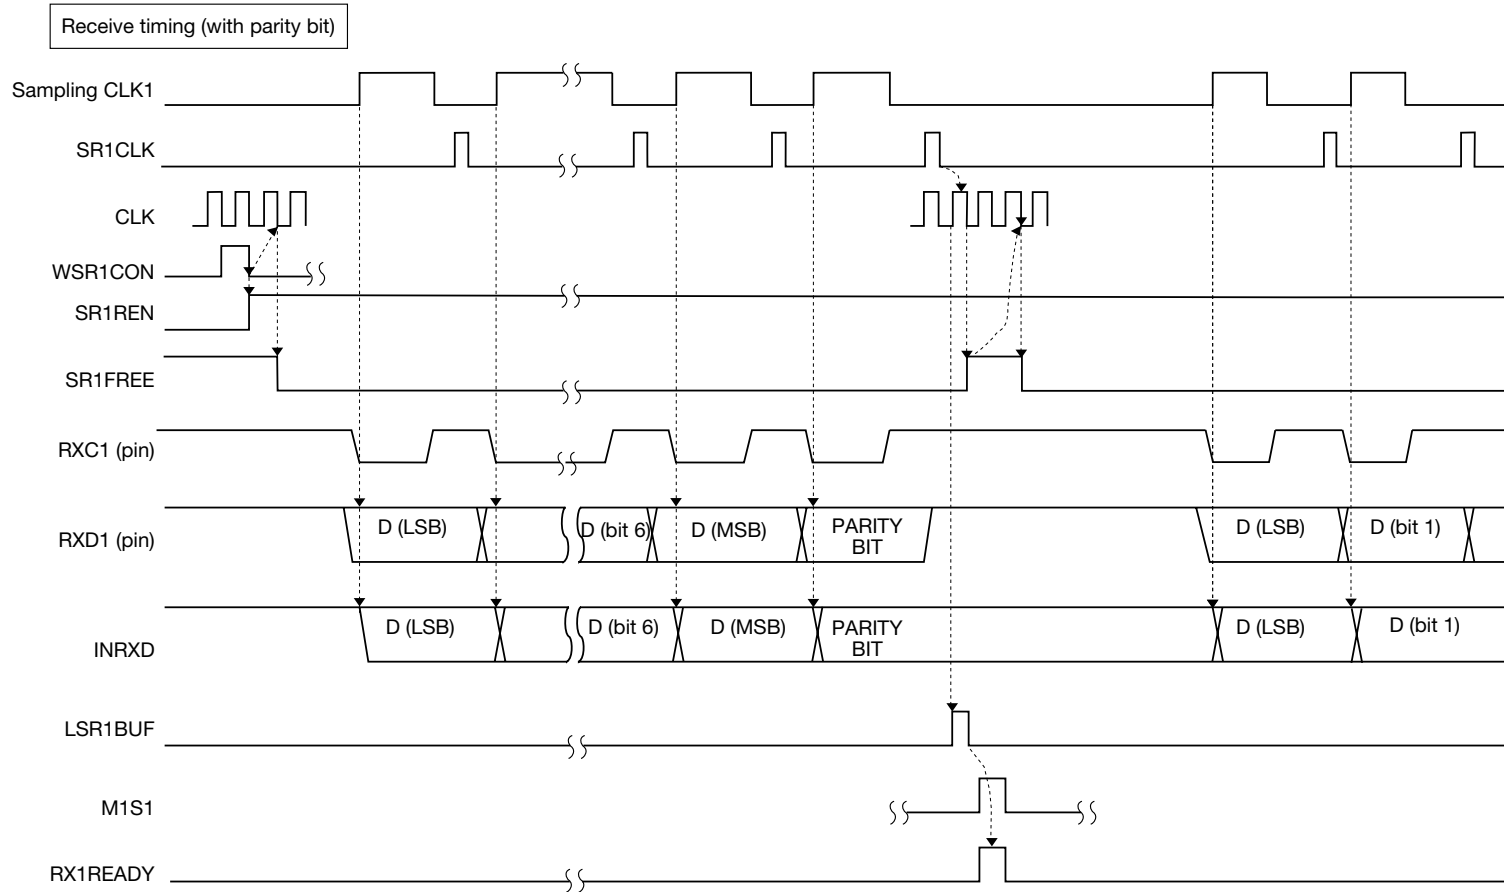 Receive timing (with parity bit)
Sampling CLK1
SR1CLK
CLK
WSR1CON
SR1REN
SR1FREE
RXC1 (pin)
RXD1 (pin)
D (LSB)
D (bit 6)
D (MSB)
PARITY
BIT
D (LSB)
D (bit 1)
INRXD
D (LSB)
D (bit 6)
D (MSB)
PARITY
BIT
D (LSB)
D (bit 1)
LSR1BUF
M1S1
RX1READY